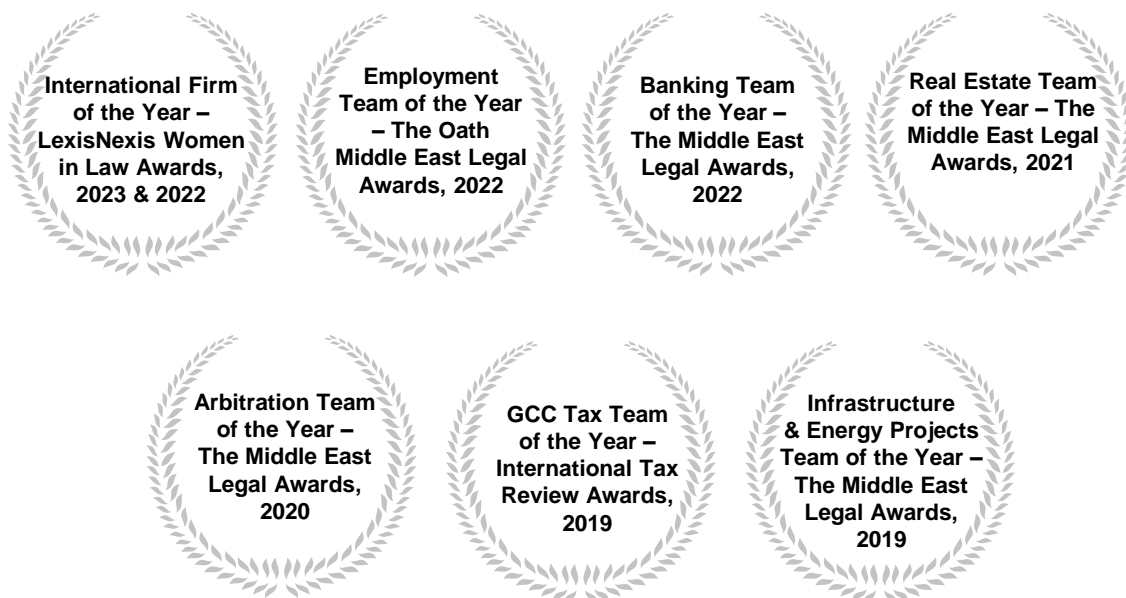 International Firm
of the Year –
LexisNexis Women
in Law Awards,
2023 & 2022
Employment
Team of the Year
– The Oath
Middle East Legal
Awards, 2022
Banking Team
of the Year –
The Middle East
Legal Awards,
2022
Real Estate Team
of the Year – The
Middle East Legal
Awards, 2021
Arbitration Team
of the Year –
The Middle East
Legal Awards,
2020
GCC Tax Team
of the Year –
International Tax
Review Awards,
2019
Infrastructure
& Energy Projects
Team of the Year –
The Middle East
Legal Awards,
2019